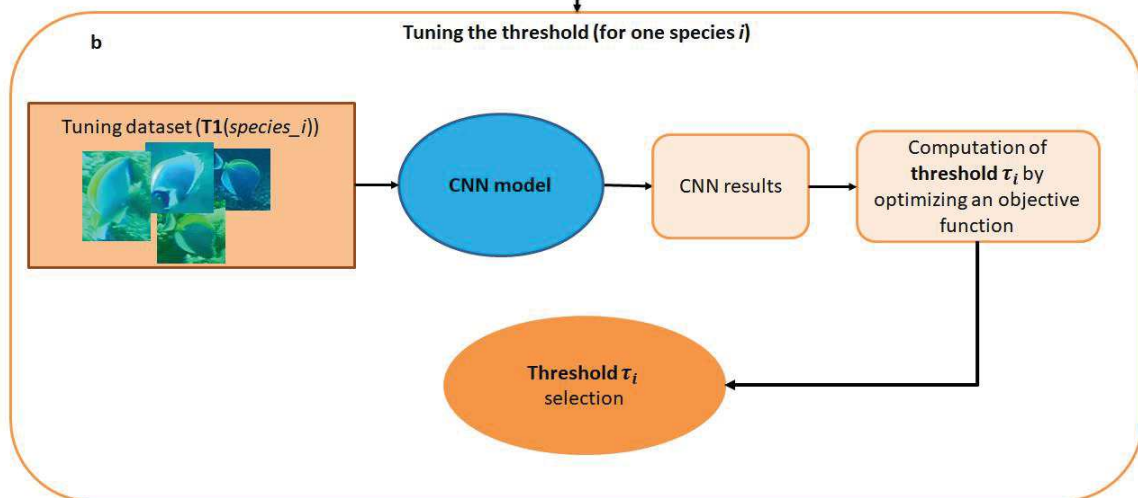 Tuning the threshold (for one species i)
b
Tuning dataset (T1(species_i))
CNN model
CNN results
Computation of
threshold τᵢ by
optimizing an objective
function
Threshold τᵢ
selection